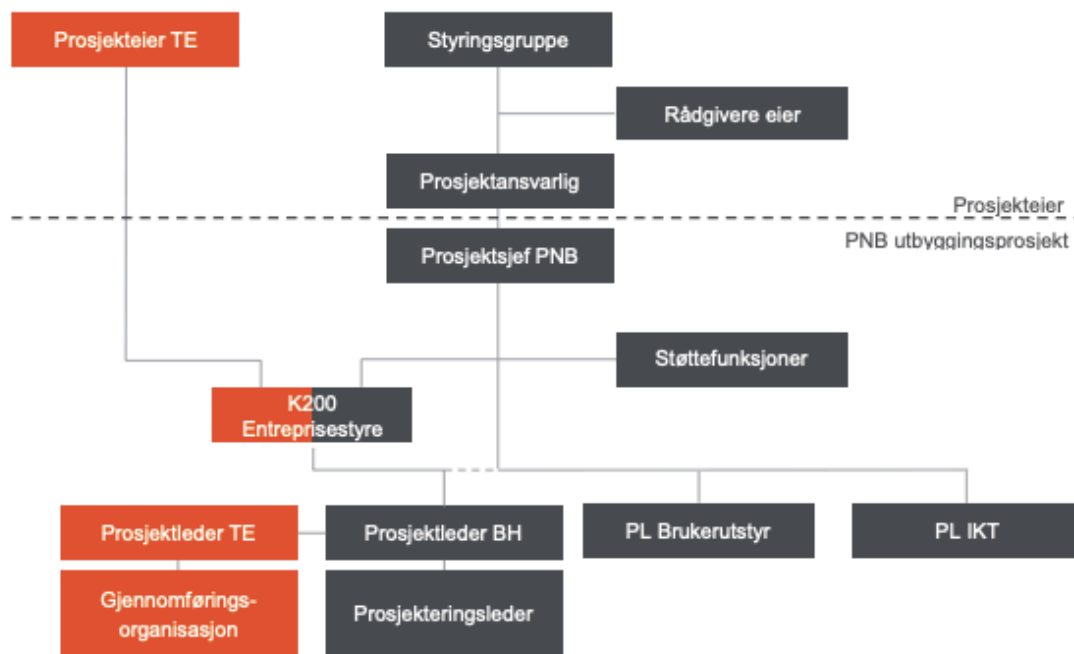 Prosjekteier TE
Styringsgruppe
Rådgivere eier
Prosjektansvarlig
Prosjekteier
PNB utbyggingsprosjekt
Prosjektsjef PNB
Støttefunksjoner
K200
Entreprisestyre
Prosjektleder TE
Prosjektleder BH
PL Brukerutstyr
PL IKT
Gjennomførings-
organisasjon
Prosjekteringsleder